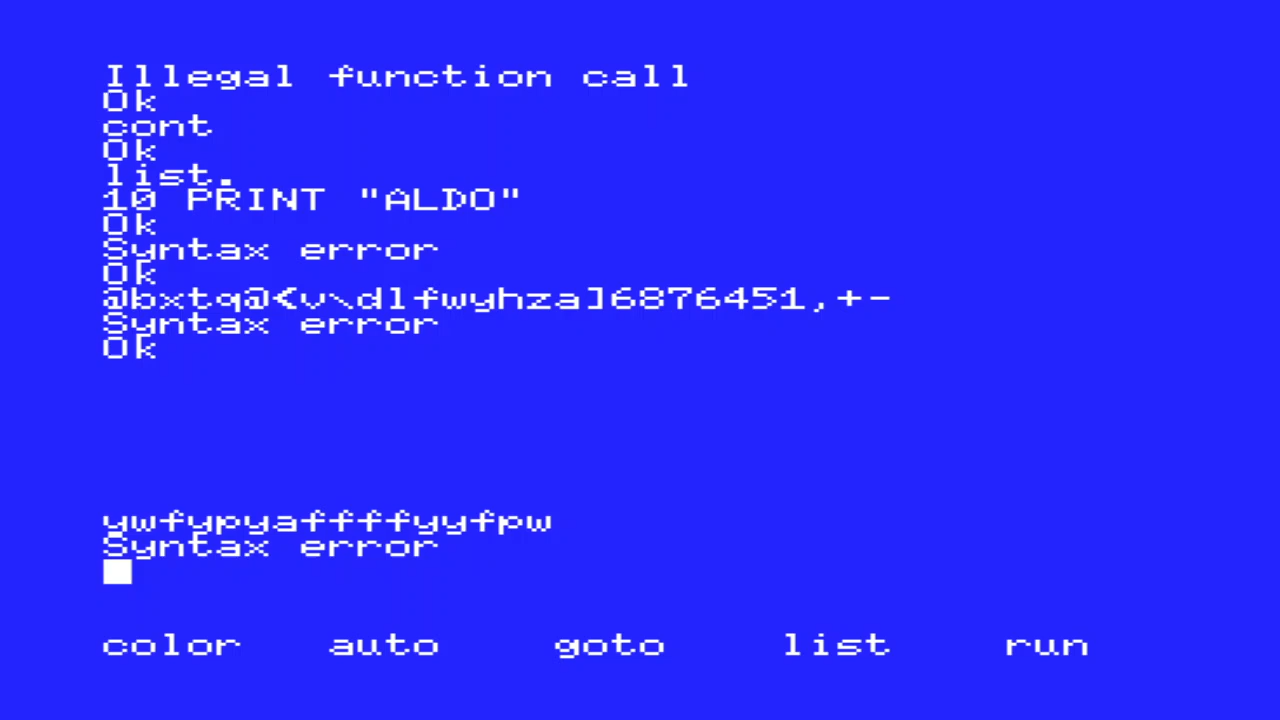 Illegal function call
Ok
cont
Ok
list.
10 PRINT "ALDO"
Ok
Syntax error
Ok
@bxtq@<v\dlfwyhza]6876451,+-
Syntax error
Ok
ywfypyaffffyyfpw
Syntax error
color auto goto list run